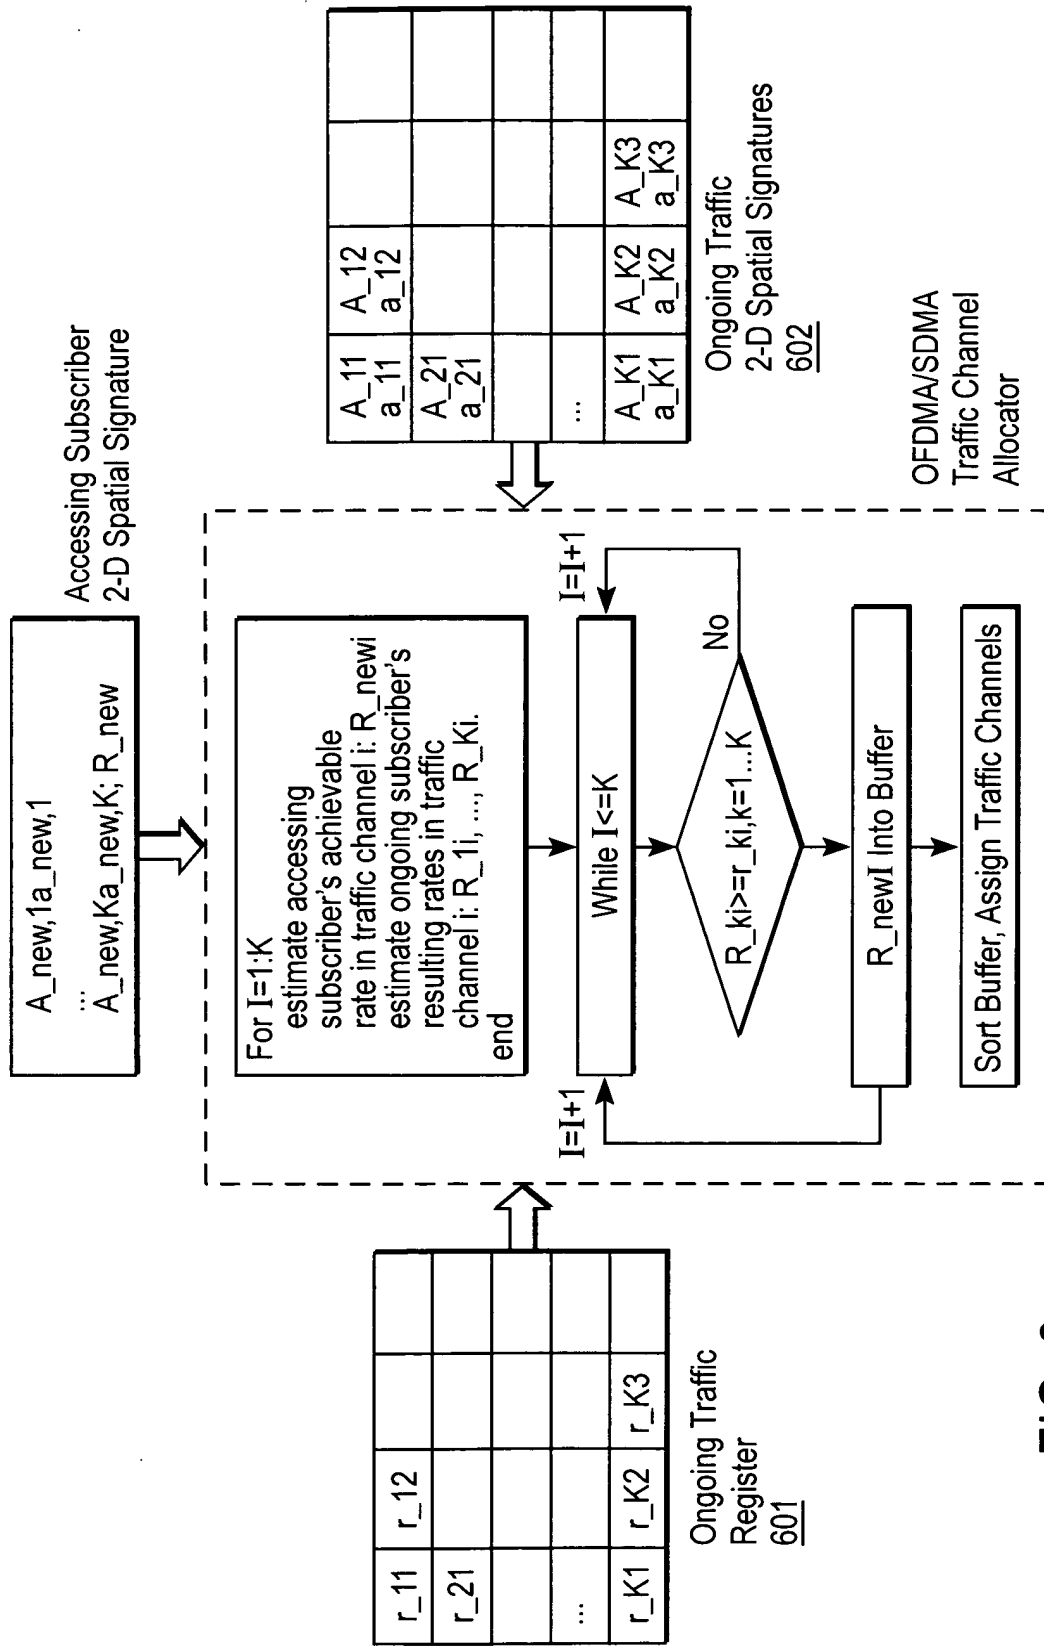 A_new,1a_new,1
...
A_new,Ka_new,K; R_new
Accessing Subscriber
2-D Spatial Signature
r_11 r_12
r_21
...
r_K1 r_K2 r_K3
Ongoing Traffic
Register
601
For I=1:K
estimate accessing
subscriber's achievable
rate in traffic channel i: R_newi
estimate ongoing subscriber's
resulting rates in traffic
channel i: R_1i, ..., R_Ki.
end
I=I+1
While I<=K
I=I+1
R_ki>=r_ki,k=1...K
No
R_newI Into Buffer
Sort Buffer, Assign Traffic Channels
A_11 A_12
a_11 a_12
A_21
a_21
...
A_K1 A_K2 A_K3
a_K1 a_K2 a_K3
Ongoing Traffic
2-D Spatial Signatures
602
OFDMA/SDMA
Traffic Channel
Allocator